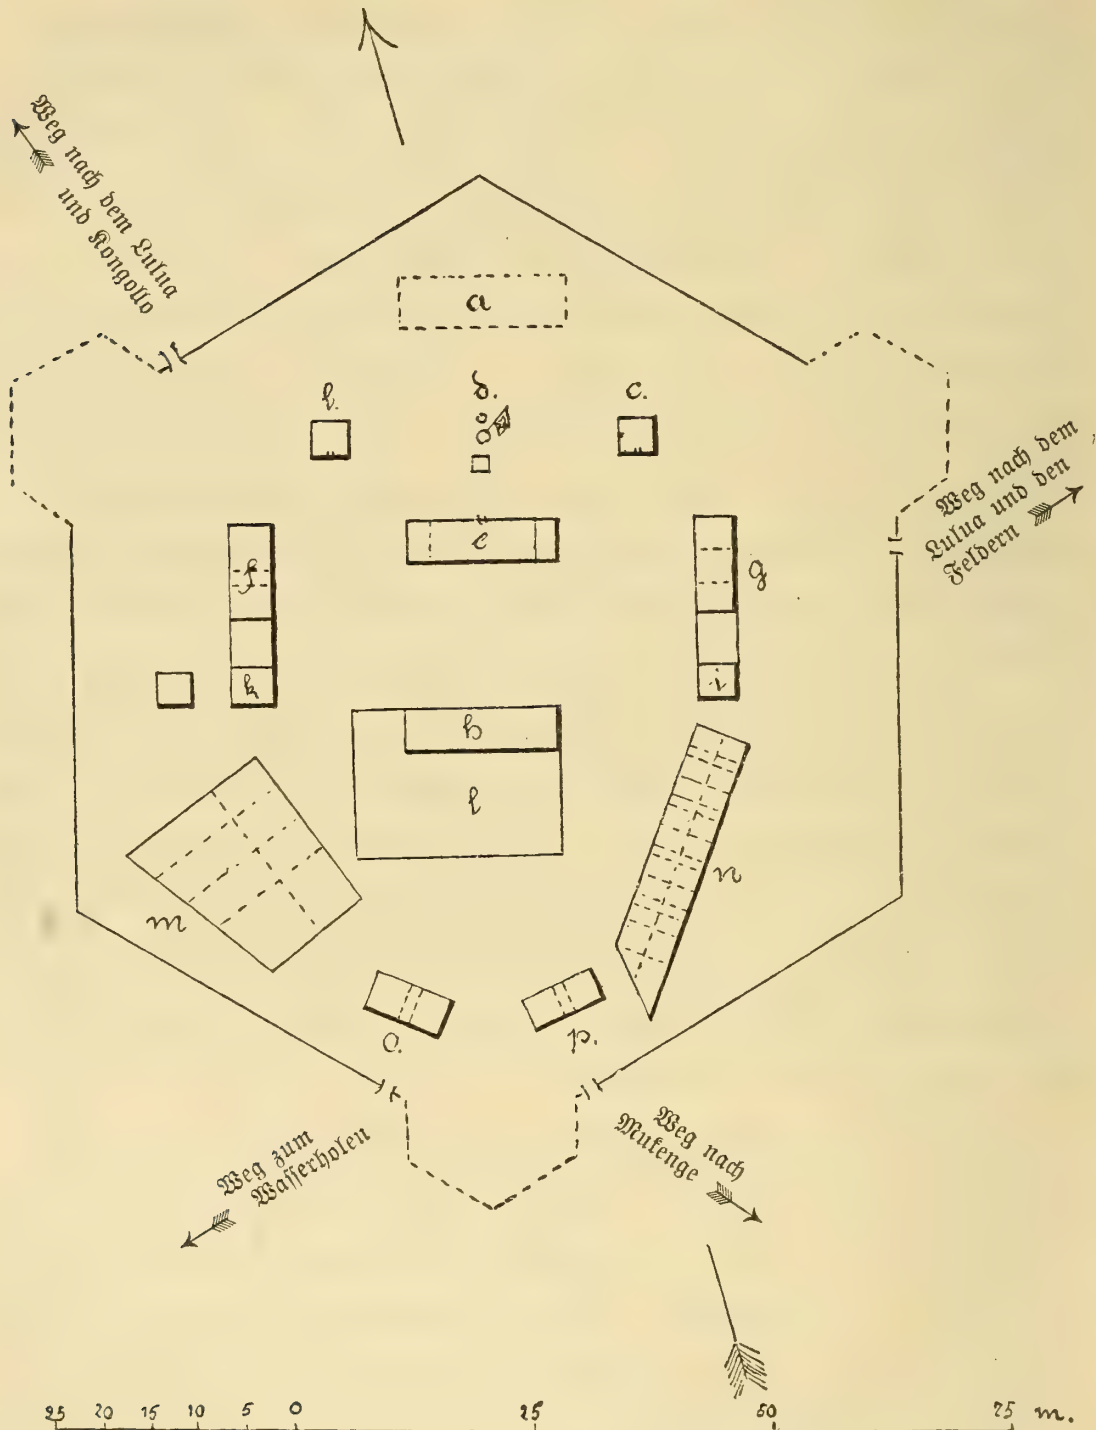 Weg nach dem Lulua
und Kongollo
a
b.
d.
c.
Weg nach dem
Lulua und den
Feldern
e
f
g
k
i
h
l
m
n
o.
p.
Weg zum
Wasserholen
Weg nach
Mukenge
25 20 15 10 5 0 25 50 75 m.